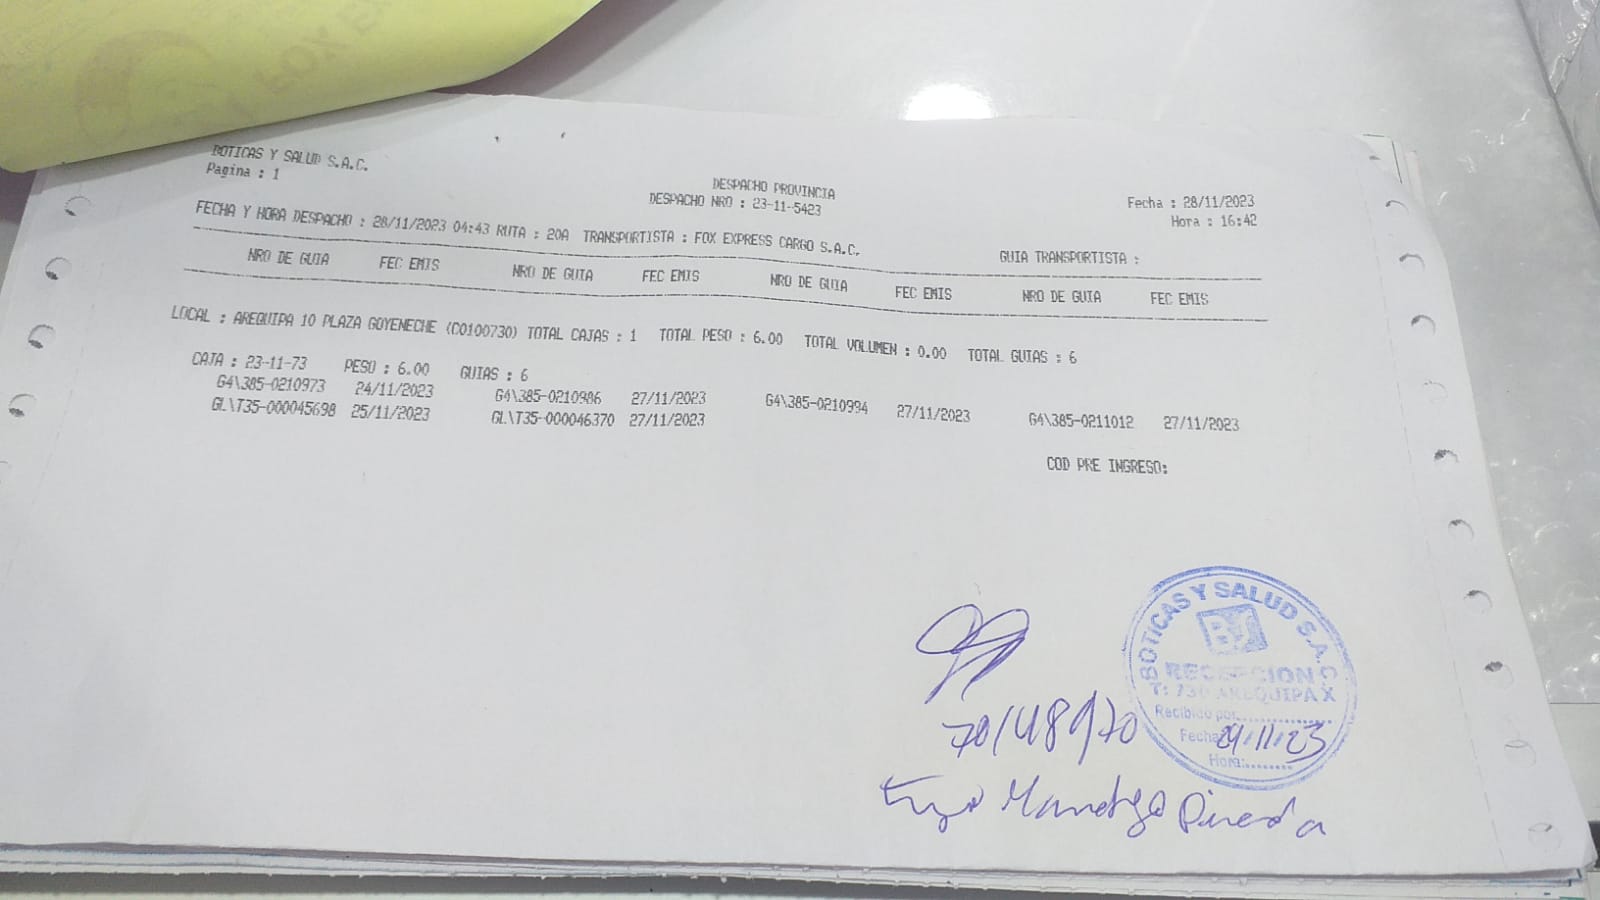 FOX E
BOTICAS Y SALUD S.A.C.
Pagina : 1
DESPACHO PROVINCIA
DESPACHO NRO : 23-11-5423
Fecha : 28/11/2023
Hora : 16:42
FECHA Y HORA DESPACHO : 28/11/2023 04:43 RUTA : 20A TRANSPORTISTA : FOX EXPRESS CARGO S.A.C.
GUIA TRANSPORTISTA :
NRO DE GUIA FEC EMIS NRO DE GUIA FEC EMIS NRO DE GUIA FEC EMIS NRO DE GUIA FEC EMIS
LOCAL : AREQUIPA 10 PLAZA GOYENECHE (C0100730) TOTAL CAJAS : 1 TOTAL PESO : 6.00 TOTAL VOLUMEN : 0.00 TOTAL GUIAS : 6
CAJA : 23-11-73 PESO : 6.00 GUIAS : 6
G4\385-0210973 24/11/2023 G4\385-0210986 27/11/2023 G4\385-0210994 27/11/2023 G4\385-0211012 27/11/2023
GL\T35-000045698 25/11/2023 GL\T35-000046370 27/11/2023
COD PRE INGRESO:
BOTICAS Y SALUD S.A.C.
BS
RECEPCION
T: 730 AREQUIPA X
Recibido por
Fecha /11/23
Hora:
70148970
Pineda